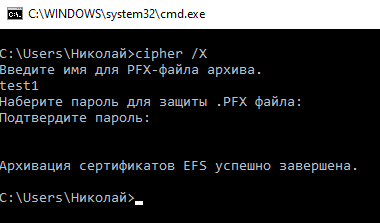 C:\WINDOWS\system32\cmd.exe
C:\Users\Николай>cipher /X
Введите имя для PFX-файла архива.
test1
Наберите пароль для защиты .PFX файла:
Подтвердите пароль:
Архивация сертификатов EFS успешно завершена.
C:\Users\Николай>